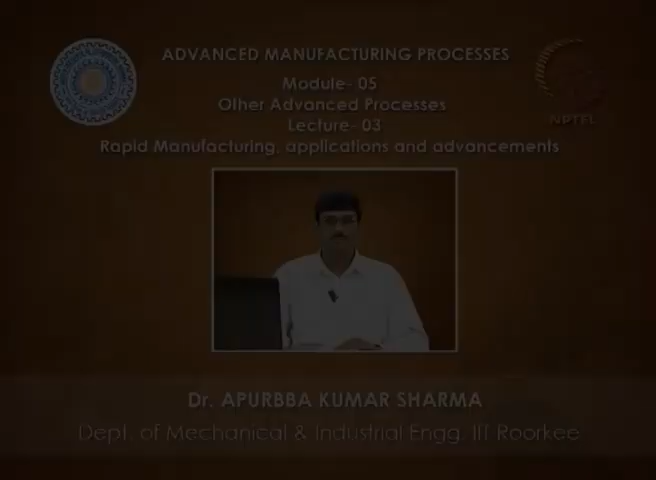 ADVANCED MANUFACTURING PROCESSES
Module- 05
Other Advanced Processes
Lecture- 03
Rapid Manufacturing, applications and advancements
NPTEL
Dr. APURBBA KUMAR SHARMA
Dept. of Mechanical & Industrial Engg. IIT Roorkee